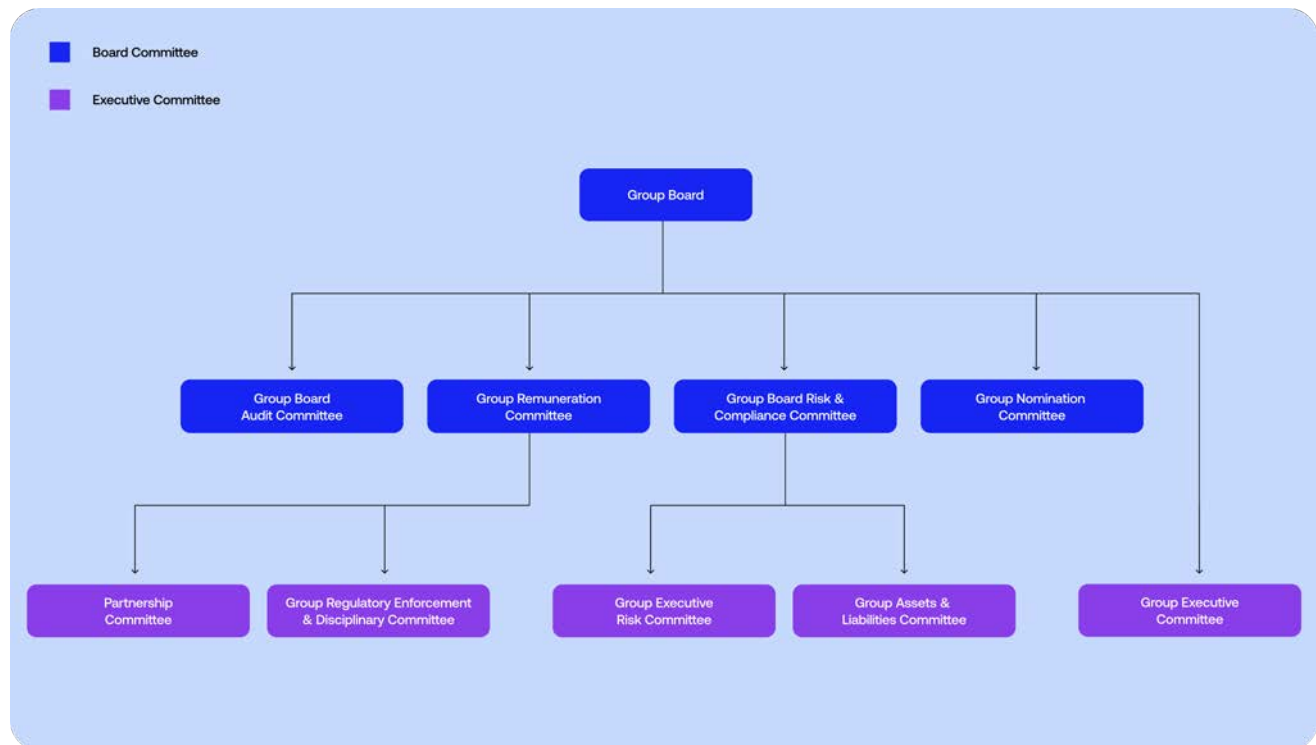 Board Committee
Executive Committee
Group Board
Group Board
Audit Committee
Group Remuneration
Committee
Group Board Risk &
Compliance Committee
Group Nomination
Committee
Partnership
Committee
Group Regulatory Enforcement
& Disciplinary Committee
Group Executive
Risk Committee
Group Assets &
Liabilities Committee
Group Executive
Committee